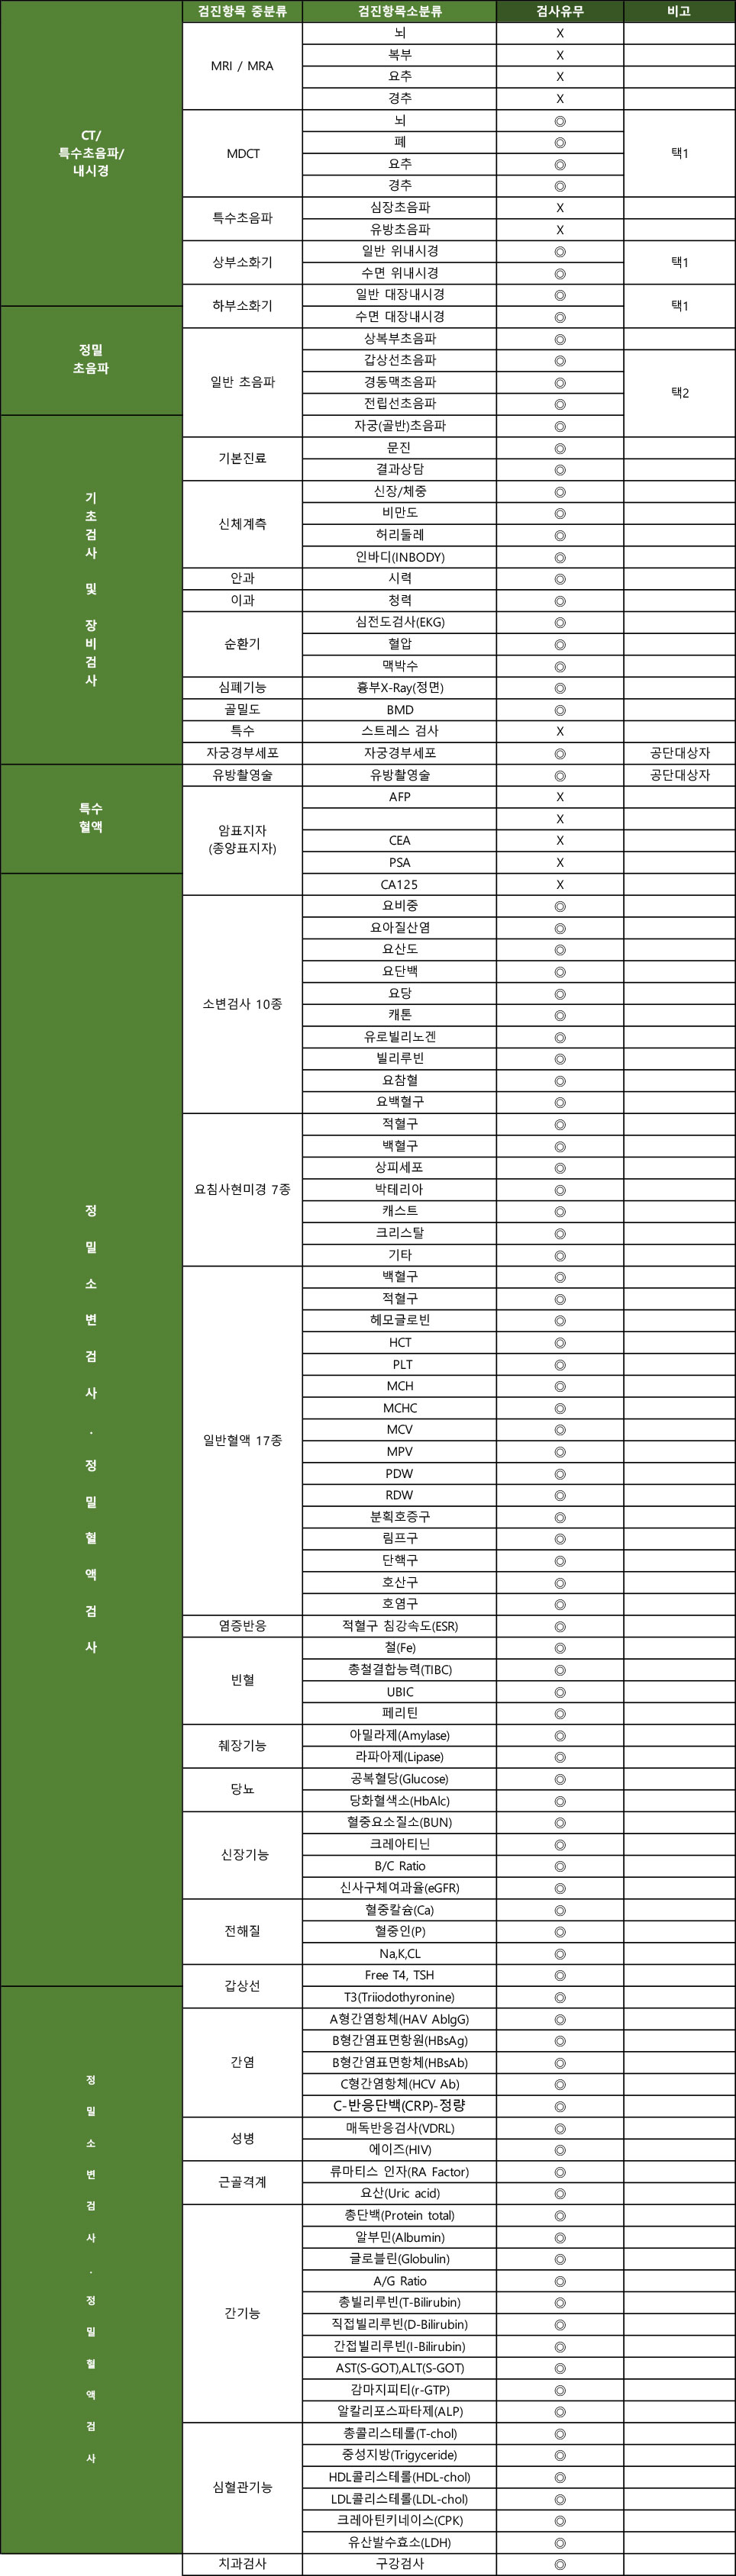 검진항목 중분류 검진항목소분류 검사유무 비고
CT/
특수초음파/
내시경
MRI / MRA
뇌 X
복부 X
요추 X
경추 X
MDCT
뇌 ◎
폐 ◎
요추 ◎
경추 ◎
택1
특수초음파
심장초음파 X
유방초음파 X
상부소화기
일반 위내시경 ◎
수면 위내시경 ◎
택1
하부소화기
일반 대장내시경 ◎
수면 대장내시경 ◎
택1
정밀
초음파
일반 초음파
상복부초음파 ◎
갑상선초음파 ◎
경동맥초음파 ◎
전립선초음파 ◎
자궁(골반)초음파 ◎
택2
기
초
검
사
및
장
비
검
사
기본진료
문진 ◎
결과상담 ◎
신체계측
신장/체중 ◎
비만도 ◎
허리둘레 ◎
인바디(INBODY) ◎
안과 시력 ◎
이과 청력 ◎
순환기
심전도검사(EKG) ◎
혈압 ◎
맥박수 ◎
심폐기능 흉부X-Ray(정면) ◎
골밀도 BMD ◎
특수 스트레스 검사 X
자궁경부세포 자궁경부세포 ◎ 공단대상자
유방촬영술 유방촬영술 ◎ 공단대상자
특수
혈액
암표지자
(종양표지자)
AFP X
X
CEA X
PSA X
CA125 X
정
밀
소
변
검
사
.
정
밀
혈
액
검
사
소변검사 10종
요비중 ◎
요아질산염 ◎
요산도 ◎
요단백 ◎
요당 ◎
캐톤 ◎
유로빌리노겐 ◎
빌리루빈 ◎
요잠혈 ◎
요백혈구 ◎
요침사현미경 7종
적혈구 ◎
백혈구 ◎
상피세포 ◎
박테리아 ◎
캐스트 ◎
크리스탈 ◎
기타 ◎
일반혈액 17종
백혈구 ◎
적혈구 ◎
헤모글로빈 ◎
HCT ◎
PLT ◎
MCH ◎
MCHC ◎
MCV ◎
MPV ◎
PDW ◎
RDW ◎
분획호중구 ◎
림프구 ◎
단핵구 ◎
호산구 ◎
호염구 ◎
염증반응 적혈구 침강속도(ESR) ◎
빈혈
철(Fe) ◎
총철결합능력(TIBC) ◎
UBIC ◎
페리틴 ◎
췌장기능
아밀라제(Amylase) ◎
라파아제(Lipase) ◎
당뇨
공복혈당(Glucose) ◎
당화혈색소(HbAlc) ◎
신장기능
혈중요소질소(BUN) ◎
크레아티닌 ◎
B/C Ratio ◎
신사구체여과율(eGFR) ◎
전해질
혈중칼슘(Ca) ◎
혈중인(P) ◎
Na,K,CL ◎
갑상선
Free T4, TSH ◎
T3(Triiodothyronine) ◎
정
밀
소
변
검
사
.
정
밀
혈
액
검
사
간염
A형간염항체(HAV AblgG) ◎
B형간염표면항원(HBsAg) ◎
B형간염표면항체(HBsAb) ◎
C형간염항체(HCV Ab) ◎
C-반응단백(CRP)-정량 ◎
성병
매독반응검사(VDRL) ◎
에이즈(HIV) ◎
근골격계
류마티스 인자(RA Factor) ◎
요산(Uric acid) ◎
간기능
총단백(Protein total) ◎
알부민(Albumin) ◎
글로블린(Globulin) ◎
A/G Ratio ◎
총빌리루빈(T-Bilirubin) ◎
직접빌리루빈(D-Bilirubin) ◎
간접빌리루빈(I-Bilirubin) ◎
AST(S-GOT),ALT(S-GOT) ◎
감마지피티(r-GTP) ◎
알칼리포스파타제(ALP) ◎
심혈관기능
총콜리스테롤(T-chol) ◎
중성지방(Trigyceride) ◎
HDL콜리스테롤(HDL-chol) ◎
LDL콜리스테롤(LDL-chol) ◎
크레아틴키네이스(CPK) ◎
유산발수효소(LDH) ◎
치과검사 구강검사 ◎